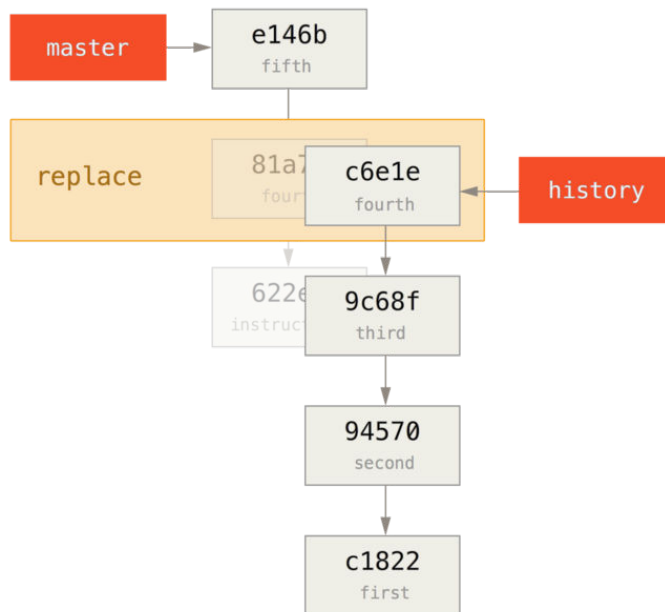 master
e146b
fifth
replace
c6e1e
fourth
history
9c68f
third
94570
second
c1822
first